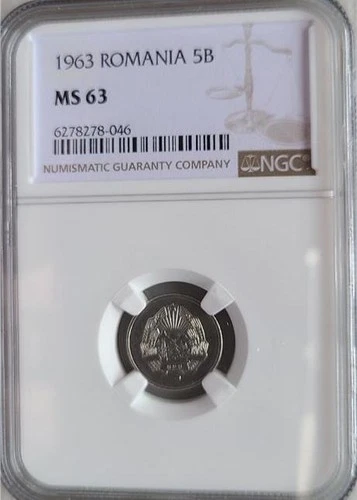 1963 ROMANIA 5B
MS 63
6278278-046
NUMISMATIC GUARANTY COMPANY NGC